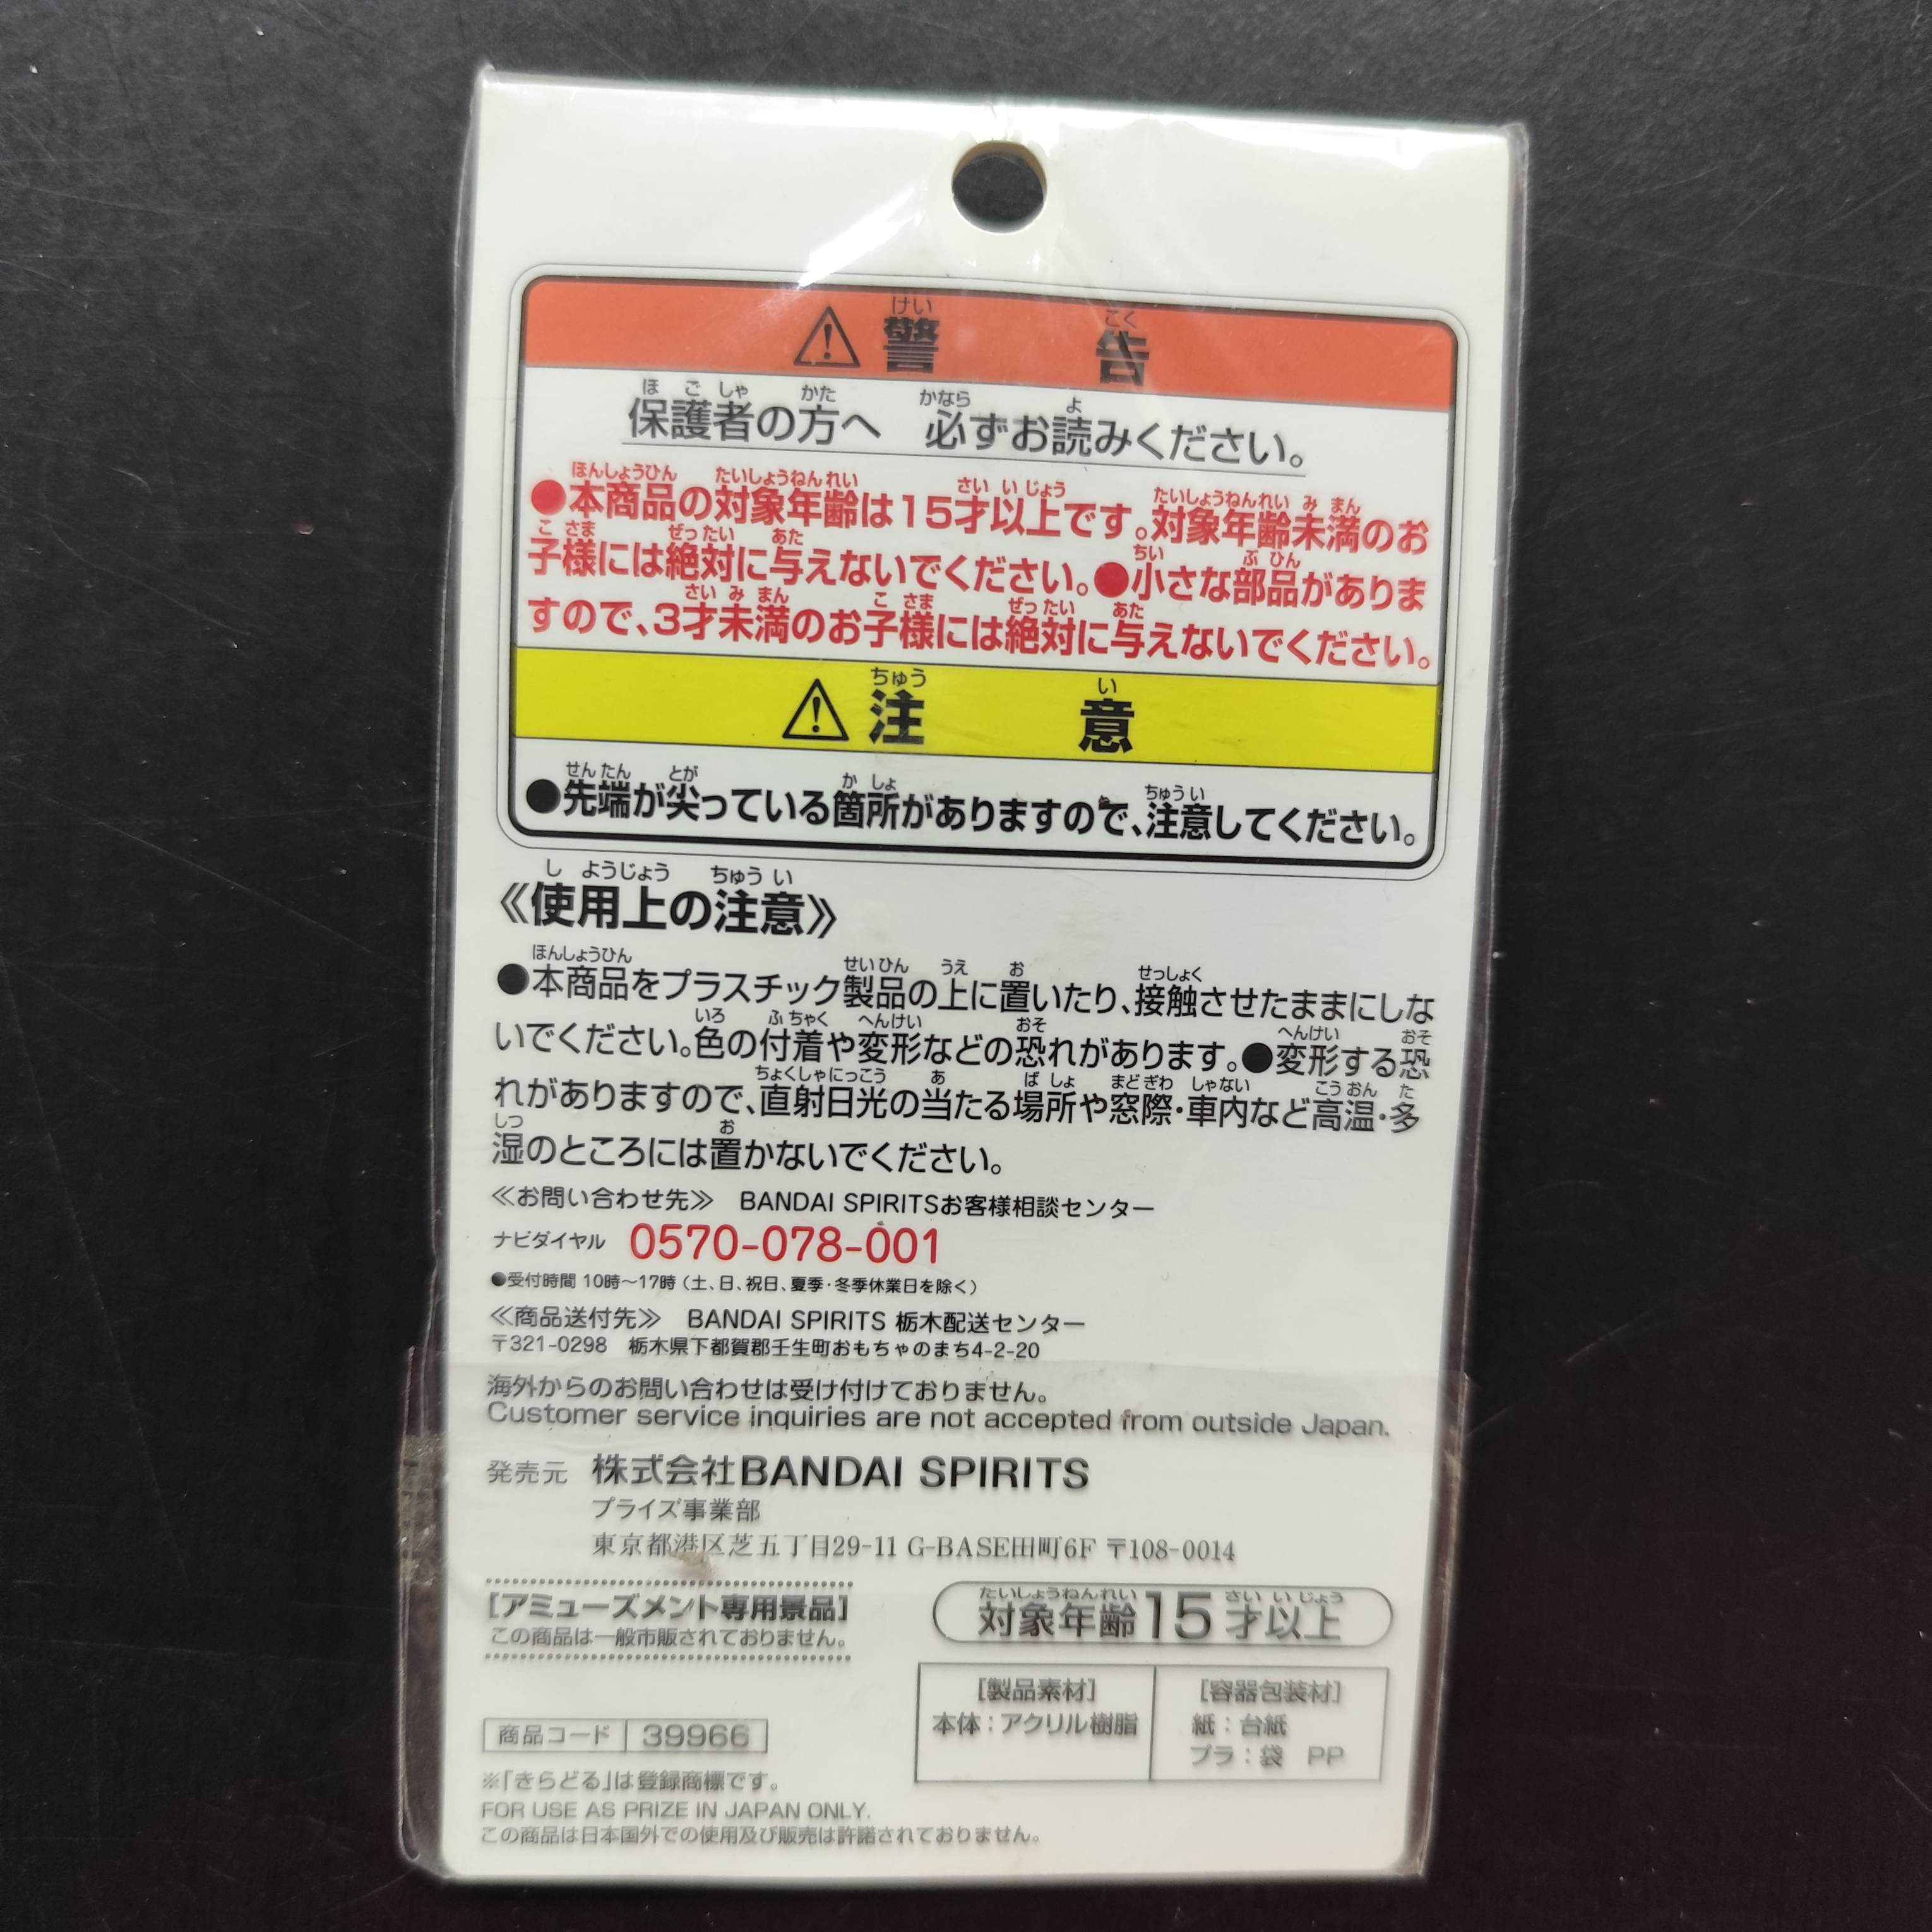 ⚠警告
保護者の方へ 必ずお読みください。
●本商品の対象年齢は15才以上です。対象年齢未満のお
子様には絶対に与えないでください。●小さな部品がありま
すので、3才未満のお子様には絶対に与えないでください。
⚠注意
●先端が尖っている箇所がありますので、注意してください。
《使用上の注意》
●本商品をプラスチック製品の上に置いたり、接触させたままにしな
いでください。色の付着や変形などの恐れがあります。●変形する恐
れがありますので、直射日光の当たる場所や窓際・車内など高温・多
湿のところには置かないでください。
≪お問い合わせ先≫ BANDAI SPIRITSお客様相談センター
ナビダイヤル 0570-078-001
●受付時間 10時〜17時(土、日、祝日、夏季・冬季休業日を除く)
≪商品送付先≫ BANDAI SPIRITS 栃木配送センター
〒321-0298 栃木県下都賀郡壬生町おもちゃのまち4-2-20
海外からのお問い合わせは受け付けておりません。
Customer service inquiries are not accepted from outside Japan.
発売元 株式会社BANDAI SPIRITS
プライズ事業部
東京都港区芝五丁目29-11 G-BASE田町6F 〒108-0014
[アミューズメント専用景品]
この商品は一般市販されておりません。
対象年齢15才以上
[製品素材]
本体:アクリル樹脂
[容器包装材]
紙:台紙
プラ:袋 PP
商品コード 39966
※「きらどる」は登録商標です。
FOR USE AS PRIZE IN JAPAN ONLY.
この商品は日本国外での使用及び販売は許諾されておりません。